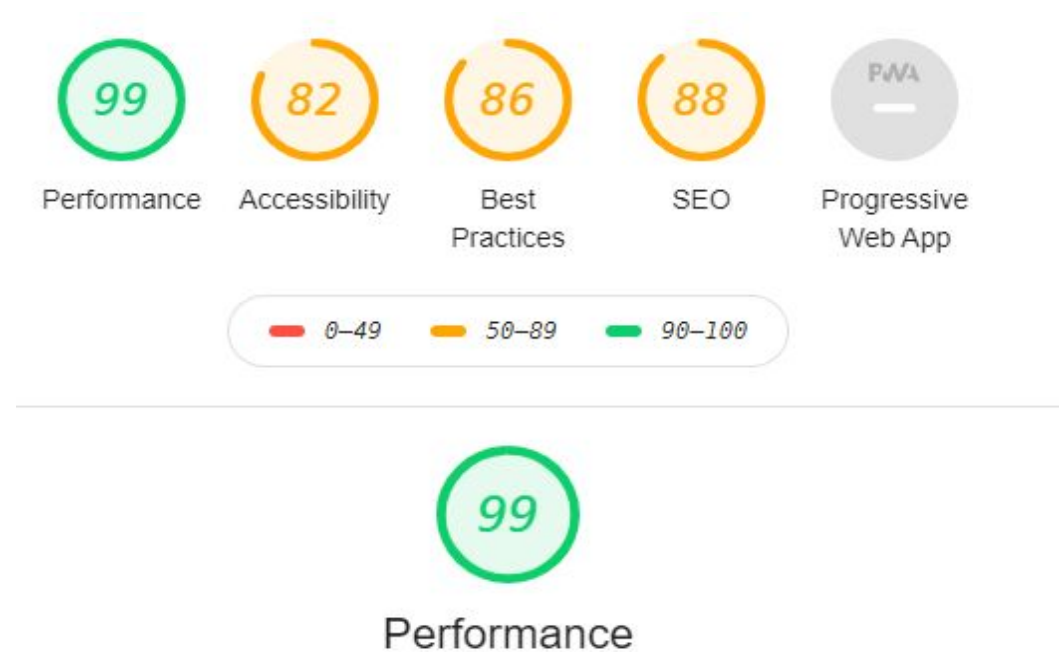 99 82 86 88 PWA
Performance Accessibility Best Practices SEO Progressive Web App
0–49 50–89 90–100
99
Performance